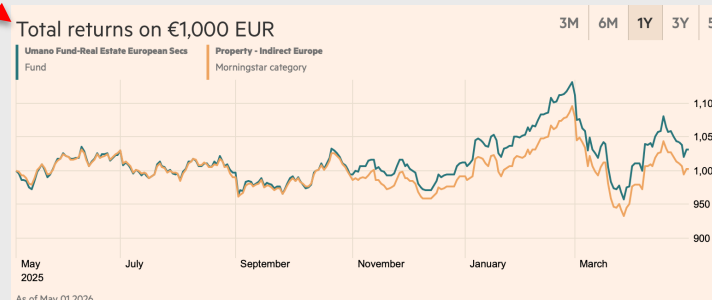 Total returns on €1,000 EUR
3M 6M 1Y 3Y
Umano Fund-Real Estate European Secs
Fund
Property - Indirect Europe
Morningstar category
1,10
1,05
1,00
950
900
May July September November January March
2025
As of May 01 2026